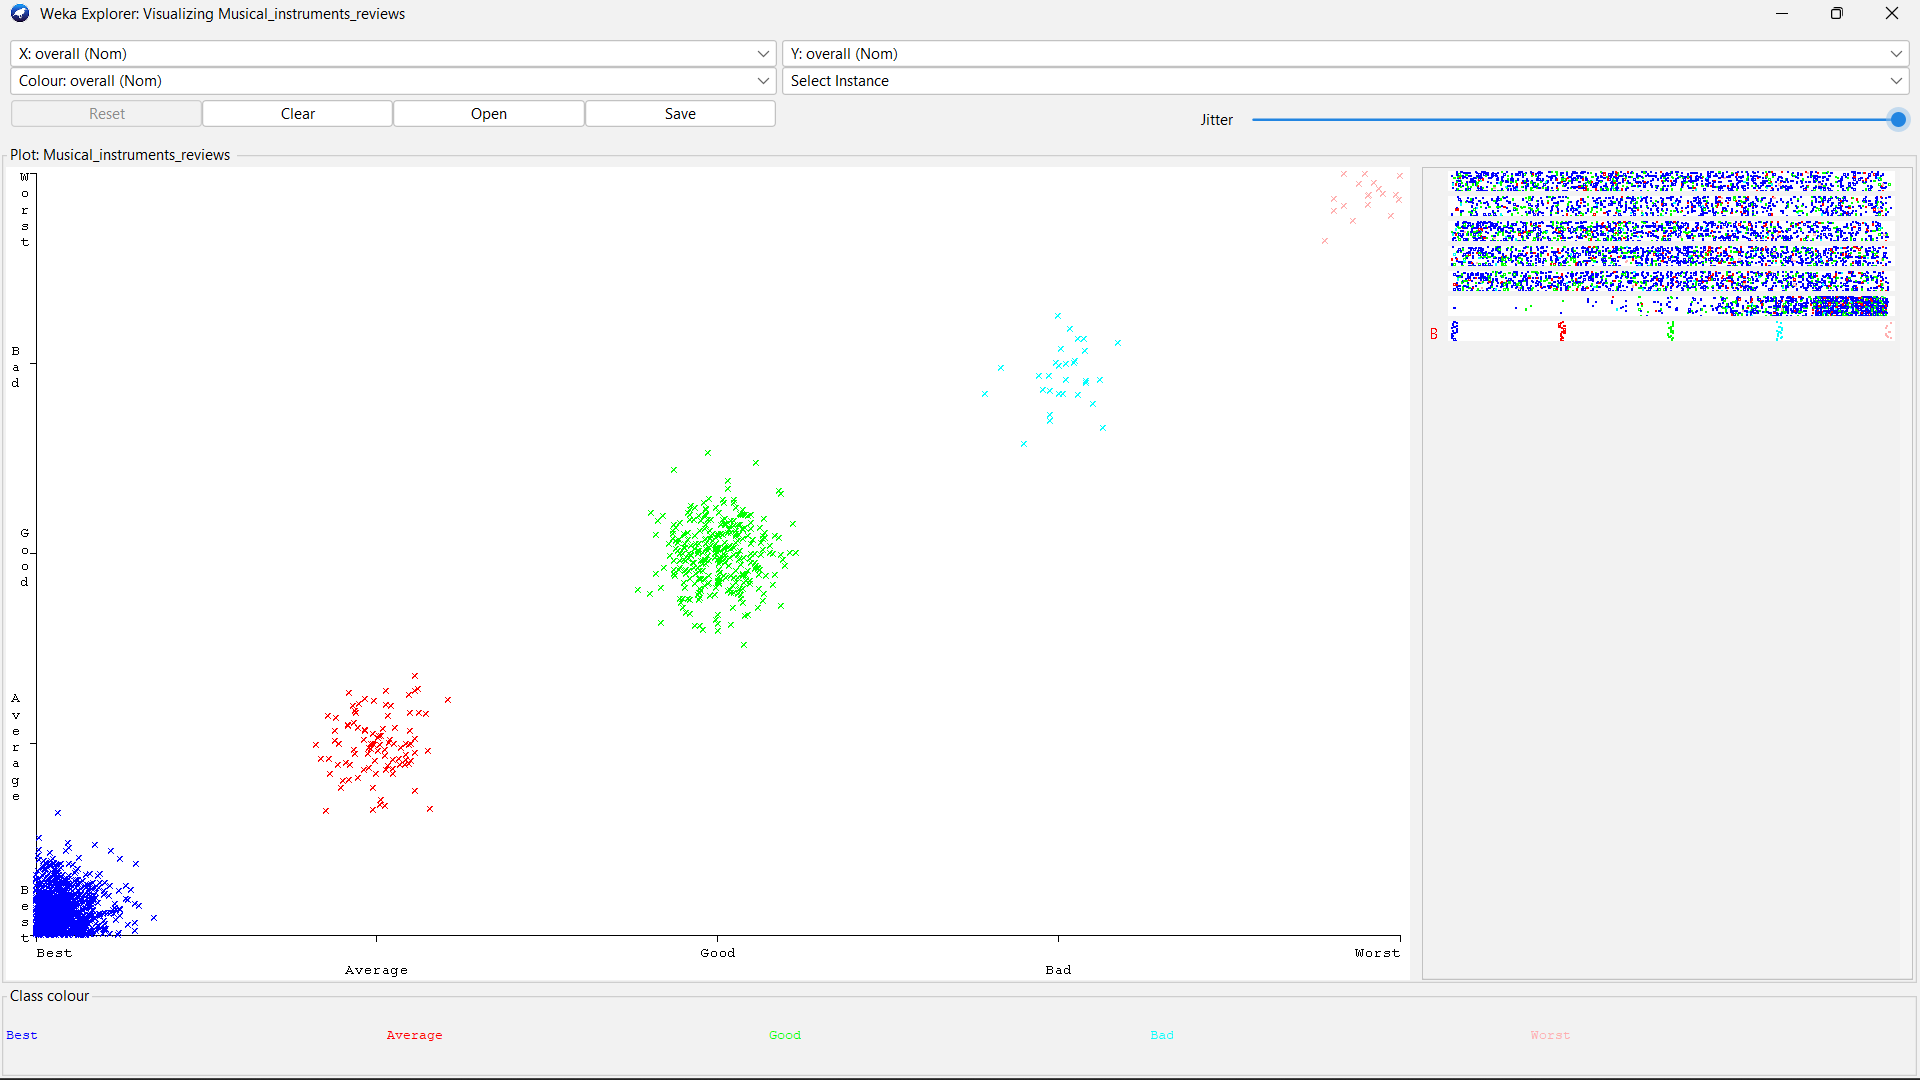 Weka Explorer: Visualizing Musical_instruments_reviews
X: overall (Nom)
Y: overall (Nom)
Colour: overall (Nom)
Select Instance
Reset
Clear
Open
Save
Jitter
Plot: Musical_instruments_reviews
Worst
Bad
Good
Average
Best
B
Best
Average
Good
Bad
Worst
Class colour
Best
Average
Good
Bad
Worst